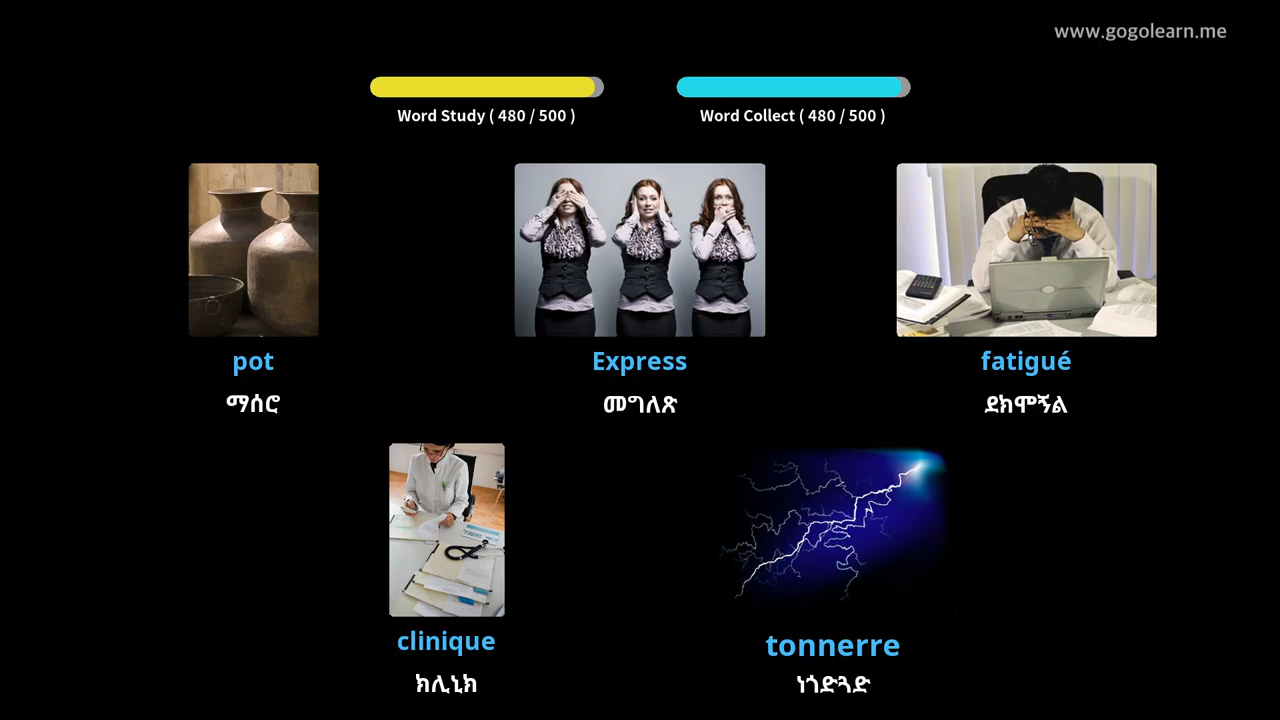 www.gogolearn.me
Word Study ( 480 / 500 )
Word Collect ( 480 / 500 )
pot
Express
fatigué
ማሰሮ
መግለጽ
ደክሞኝል
clinique
tonnerre
ክሊኒክ
ነጎድጓድ